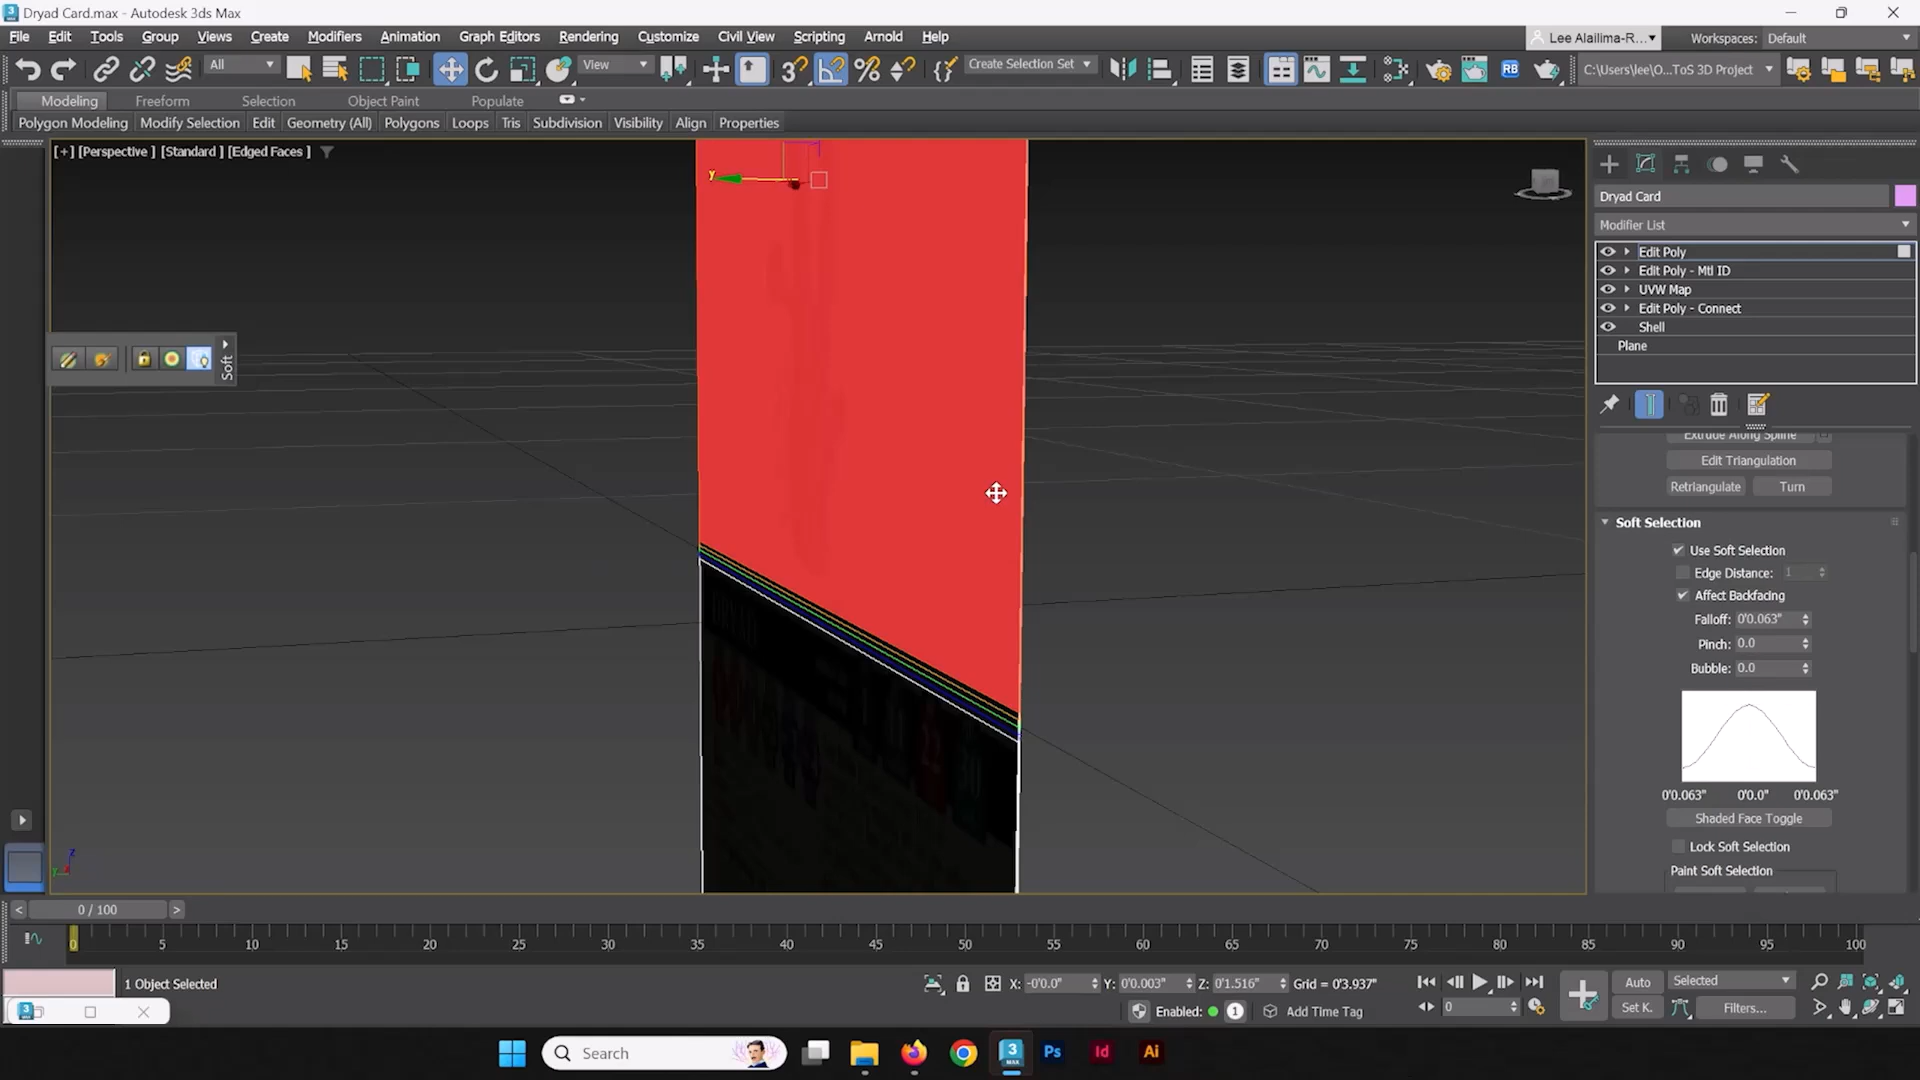 Dryad Card.max - Autodesk 3ds Max
File Edit Tools Group Views Create Modifiers Animation Graph Editors Rendering Customize Civil View Scripting Arnold Help
Lee Alailima-R... Workspaces: Default
All View Create Selection Set RB C:\Users\lee\O...ToS 3D Project
Modeling Freeform Selection Object Paint Populate
Polygon Modeling Modify Selection Edit Geometry (All) Polygons Loops Tris Subdivision Visibility Align Properties
[+] [Perspective ] [Standard ] [Edged Faces ]
y
Dryad Card
Modifier List
Edit Poly
Edit Poly - Mtl ID
UVW Map
Edit Poly - Connect
Shell
Plane
Soft
Extrude Along Spline
Edit Triangulation
Retriangulate Turn
Soft Selection
Use Soft Selection
Edge Distance: 1
Affect Backfacing
Falloff: 0'0.063"
Pinch: 0.0
Bubble: 0.0
0'0.063" 0'0.0" 0'0.063"
Shaded Face Toggle
Lock Soft Selection
Paint Soft Selection
z
y
< 0 / 100 >
0 5 10 15 20 25 30 35 40 45 50 55 60 65 70 75 80 85 90 95 100
1 Object Selected X: -0'0.0" Y: 0'0.003" Z: 0'1.516" Grid = 0'3.937" Auto Selected
Enabled: 1 Add Time Tag 0 Set K. Filters...
Search Ps Id Ai